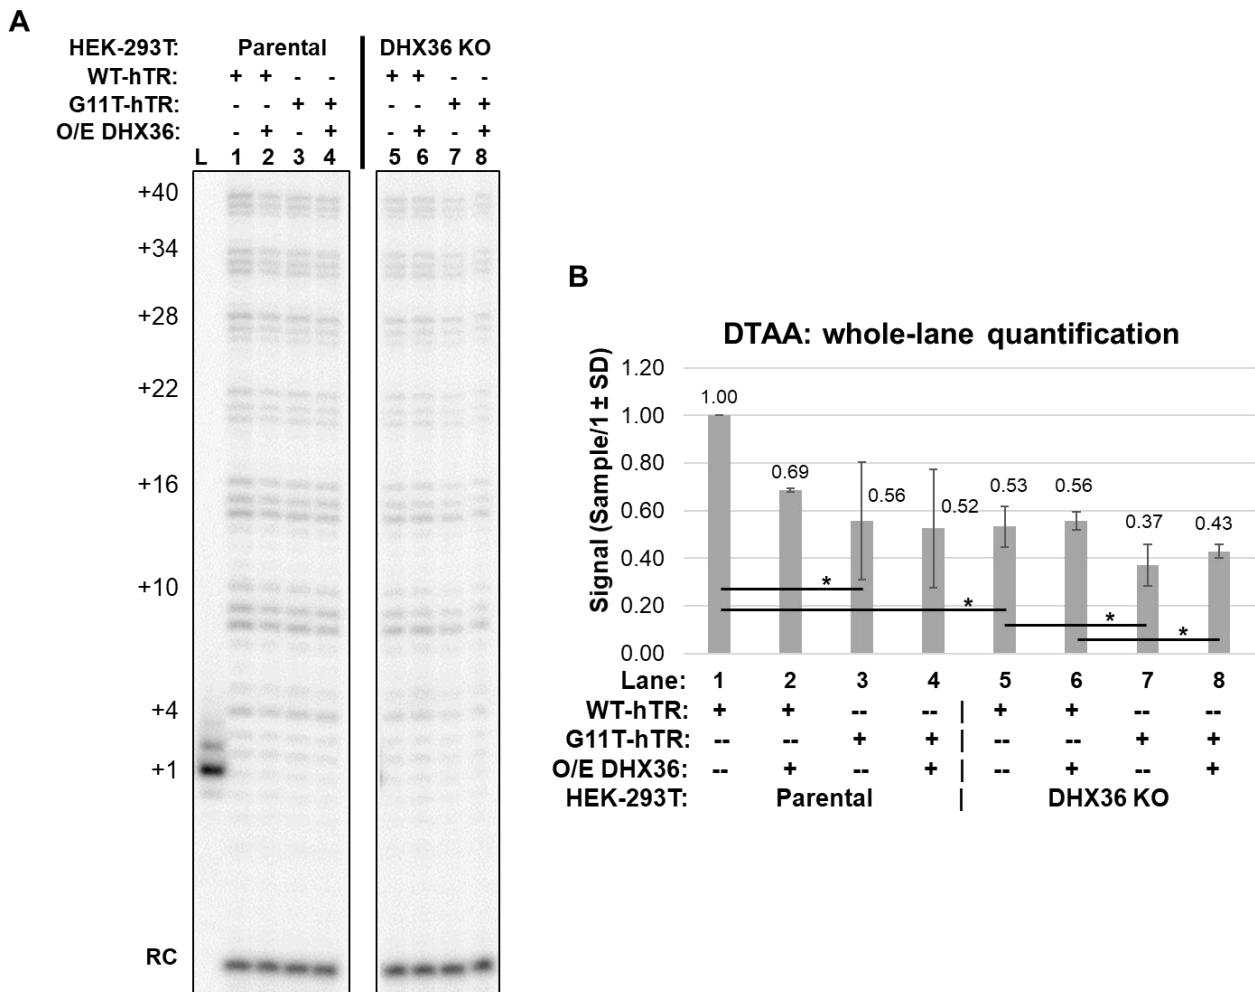 A
HEK-293T: Parental DHX36 KO
WT-hTR: + + - - + + - -
G11T-hTR: - - + + - - + +
O/E DHX36: - + - + - + - +
L 1 2 3 4 5 6 7 8
+40
+34
+28
+22
+16
+10
+4
+1
RC
B
DTAA: whole-lane quantification
Signal (Sample/1 ± SD)
1.20
1.00
0.80
0.60
0.40
0.20
0.00
1.00 0.69 0.56 0.52 0.53 0.56 0.37 0.43
*
*
*
*
Lane: 1 2 3 4 5 6 7 8
WT-hTR: + + -- -- | + + -- --
G11T-hTR: -- -- + + | -- -- + +
O/E DHX36: -- + -- + | -- + -- +
HEK-293T: Parental | DHX36 KO